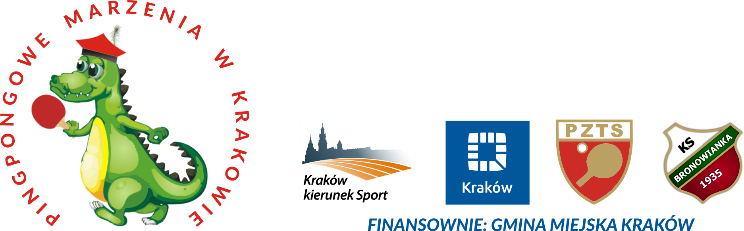 PINGPONGOWE MARZENIA W KRAKOWIE
Kraków
kierunek Sport
Kraków
PZTS
KS
BRONOWIANKA
1935
FINANSOWNIE: GMINA MIEJSKA KRAKÓW